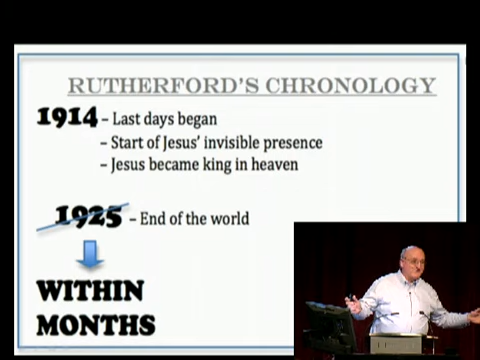 RUTHERFORD'S CHRONOLOGY
1914 – Last days began
– Start of Jesus' invisible presence
– Jesus became king in heaven
1925 – End of the world
WITHIN
MONTHS